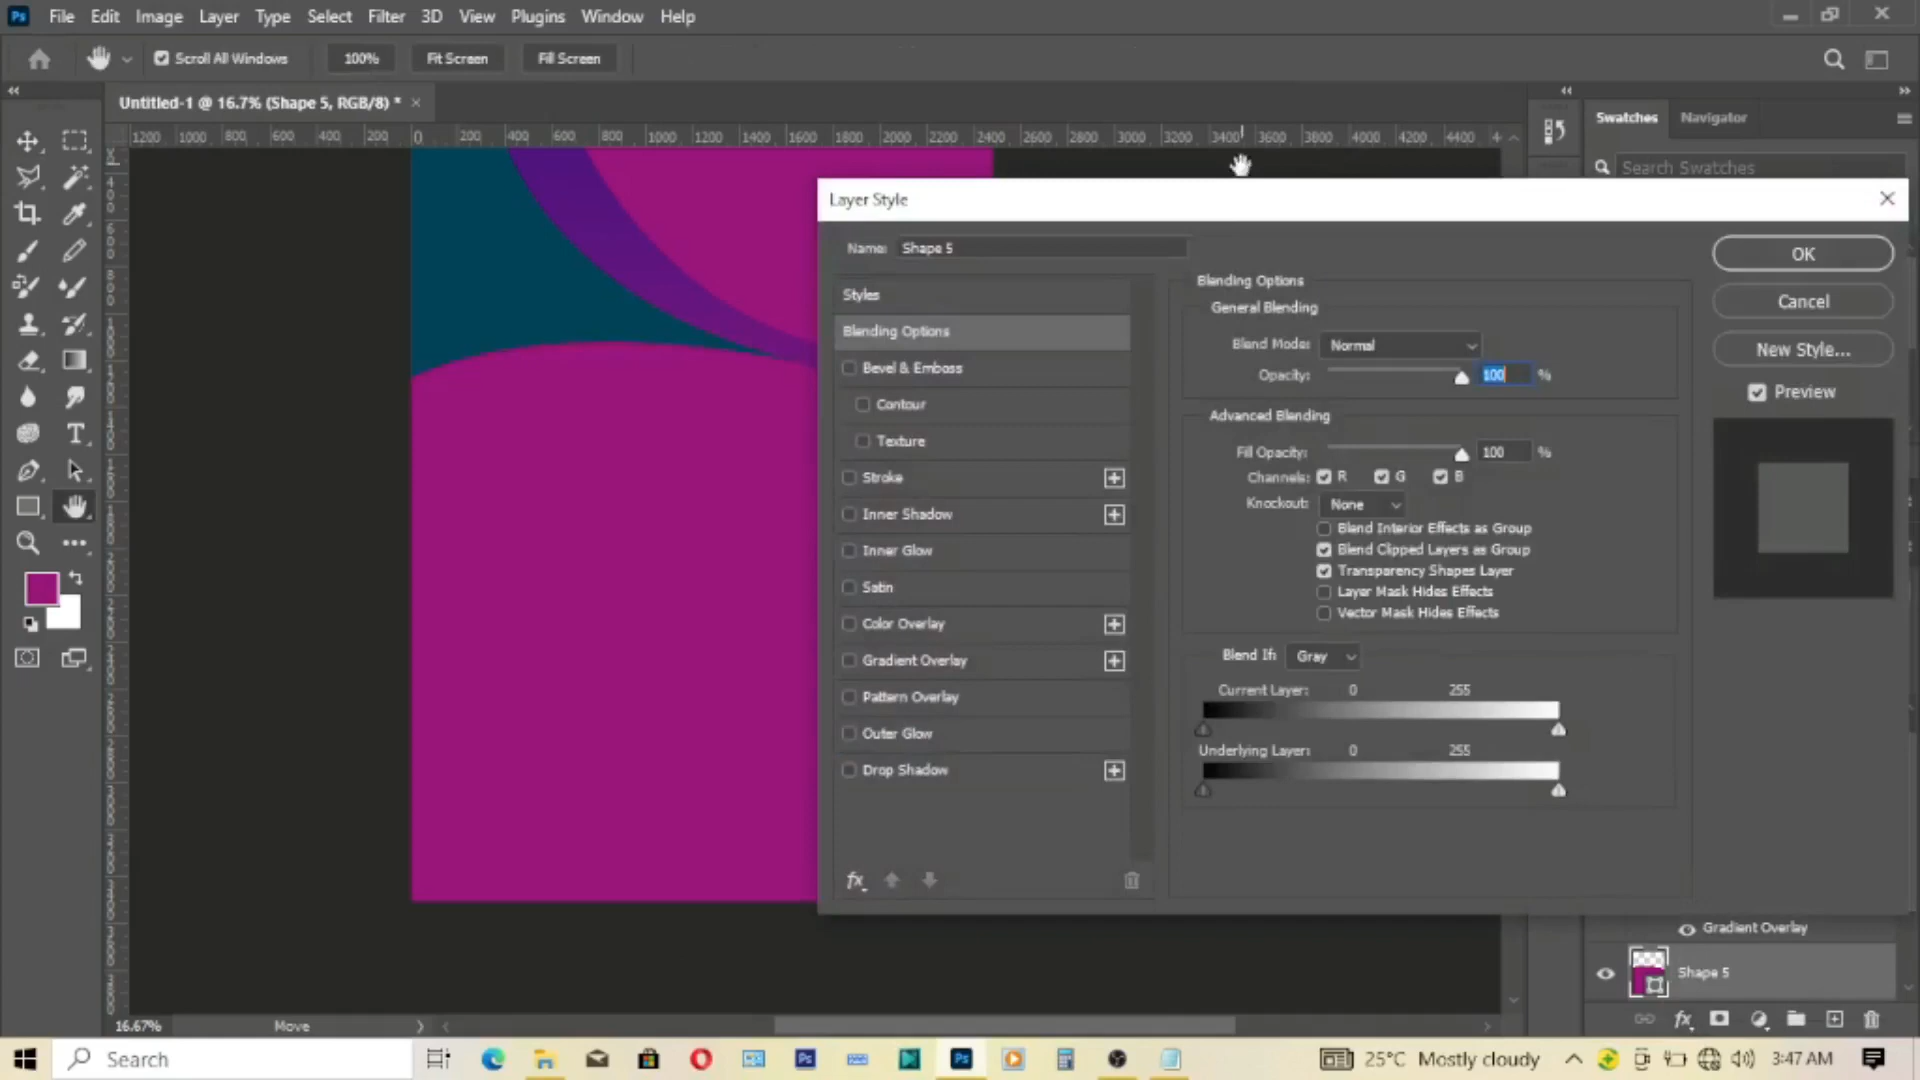 Ps File Edit Image Layer Type Select Filter 3D View Plugins Window Help
Scroll All Windows 100% Fit Screen Fill Screen
Untitled-1 @ 16.7% (Shape 5, RGB/8) * ×
Swatches Navigator
1200 1000 800 600 400 200 0 200 400 600 800 1000 1200 1400 1600 1800 2000 2200 2400 2600 2800 3000 3200 3400 3600 3800 4000 4200 4400
Search Swatches
Layer Style
Name: Shape 5
OK
Cancel
New Style...
Preview
Styles
Blending Options
Bevel & Emboss
Contour
Texture
Stroke
Inner Shadow
Inner Glow
Satin
Color Overlay
Gradient Overlay
Pattern Overlay
Outer Glow
Drop Shadow
fx
Blending Options
General Blending
Blend Mode: Normal
Opacity: 100 %
Advanced Blending
Fill Opacity: 100 %
Channels: R G B
Knockout: None
Blend Interior Effects as Group
Blend Clipped Layers as Group
Transparency Shapes Layer
Layer Mask Hides Effects
Vector Mask Hides Effects
Blend If: Gray
Current Layer: 0 255
Underlying Layer: 0 255
Gradient Overlay
Shape 5
fx
16.67% Move
Search
25°C Mostly cloudy
3:47 AM